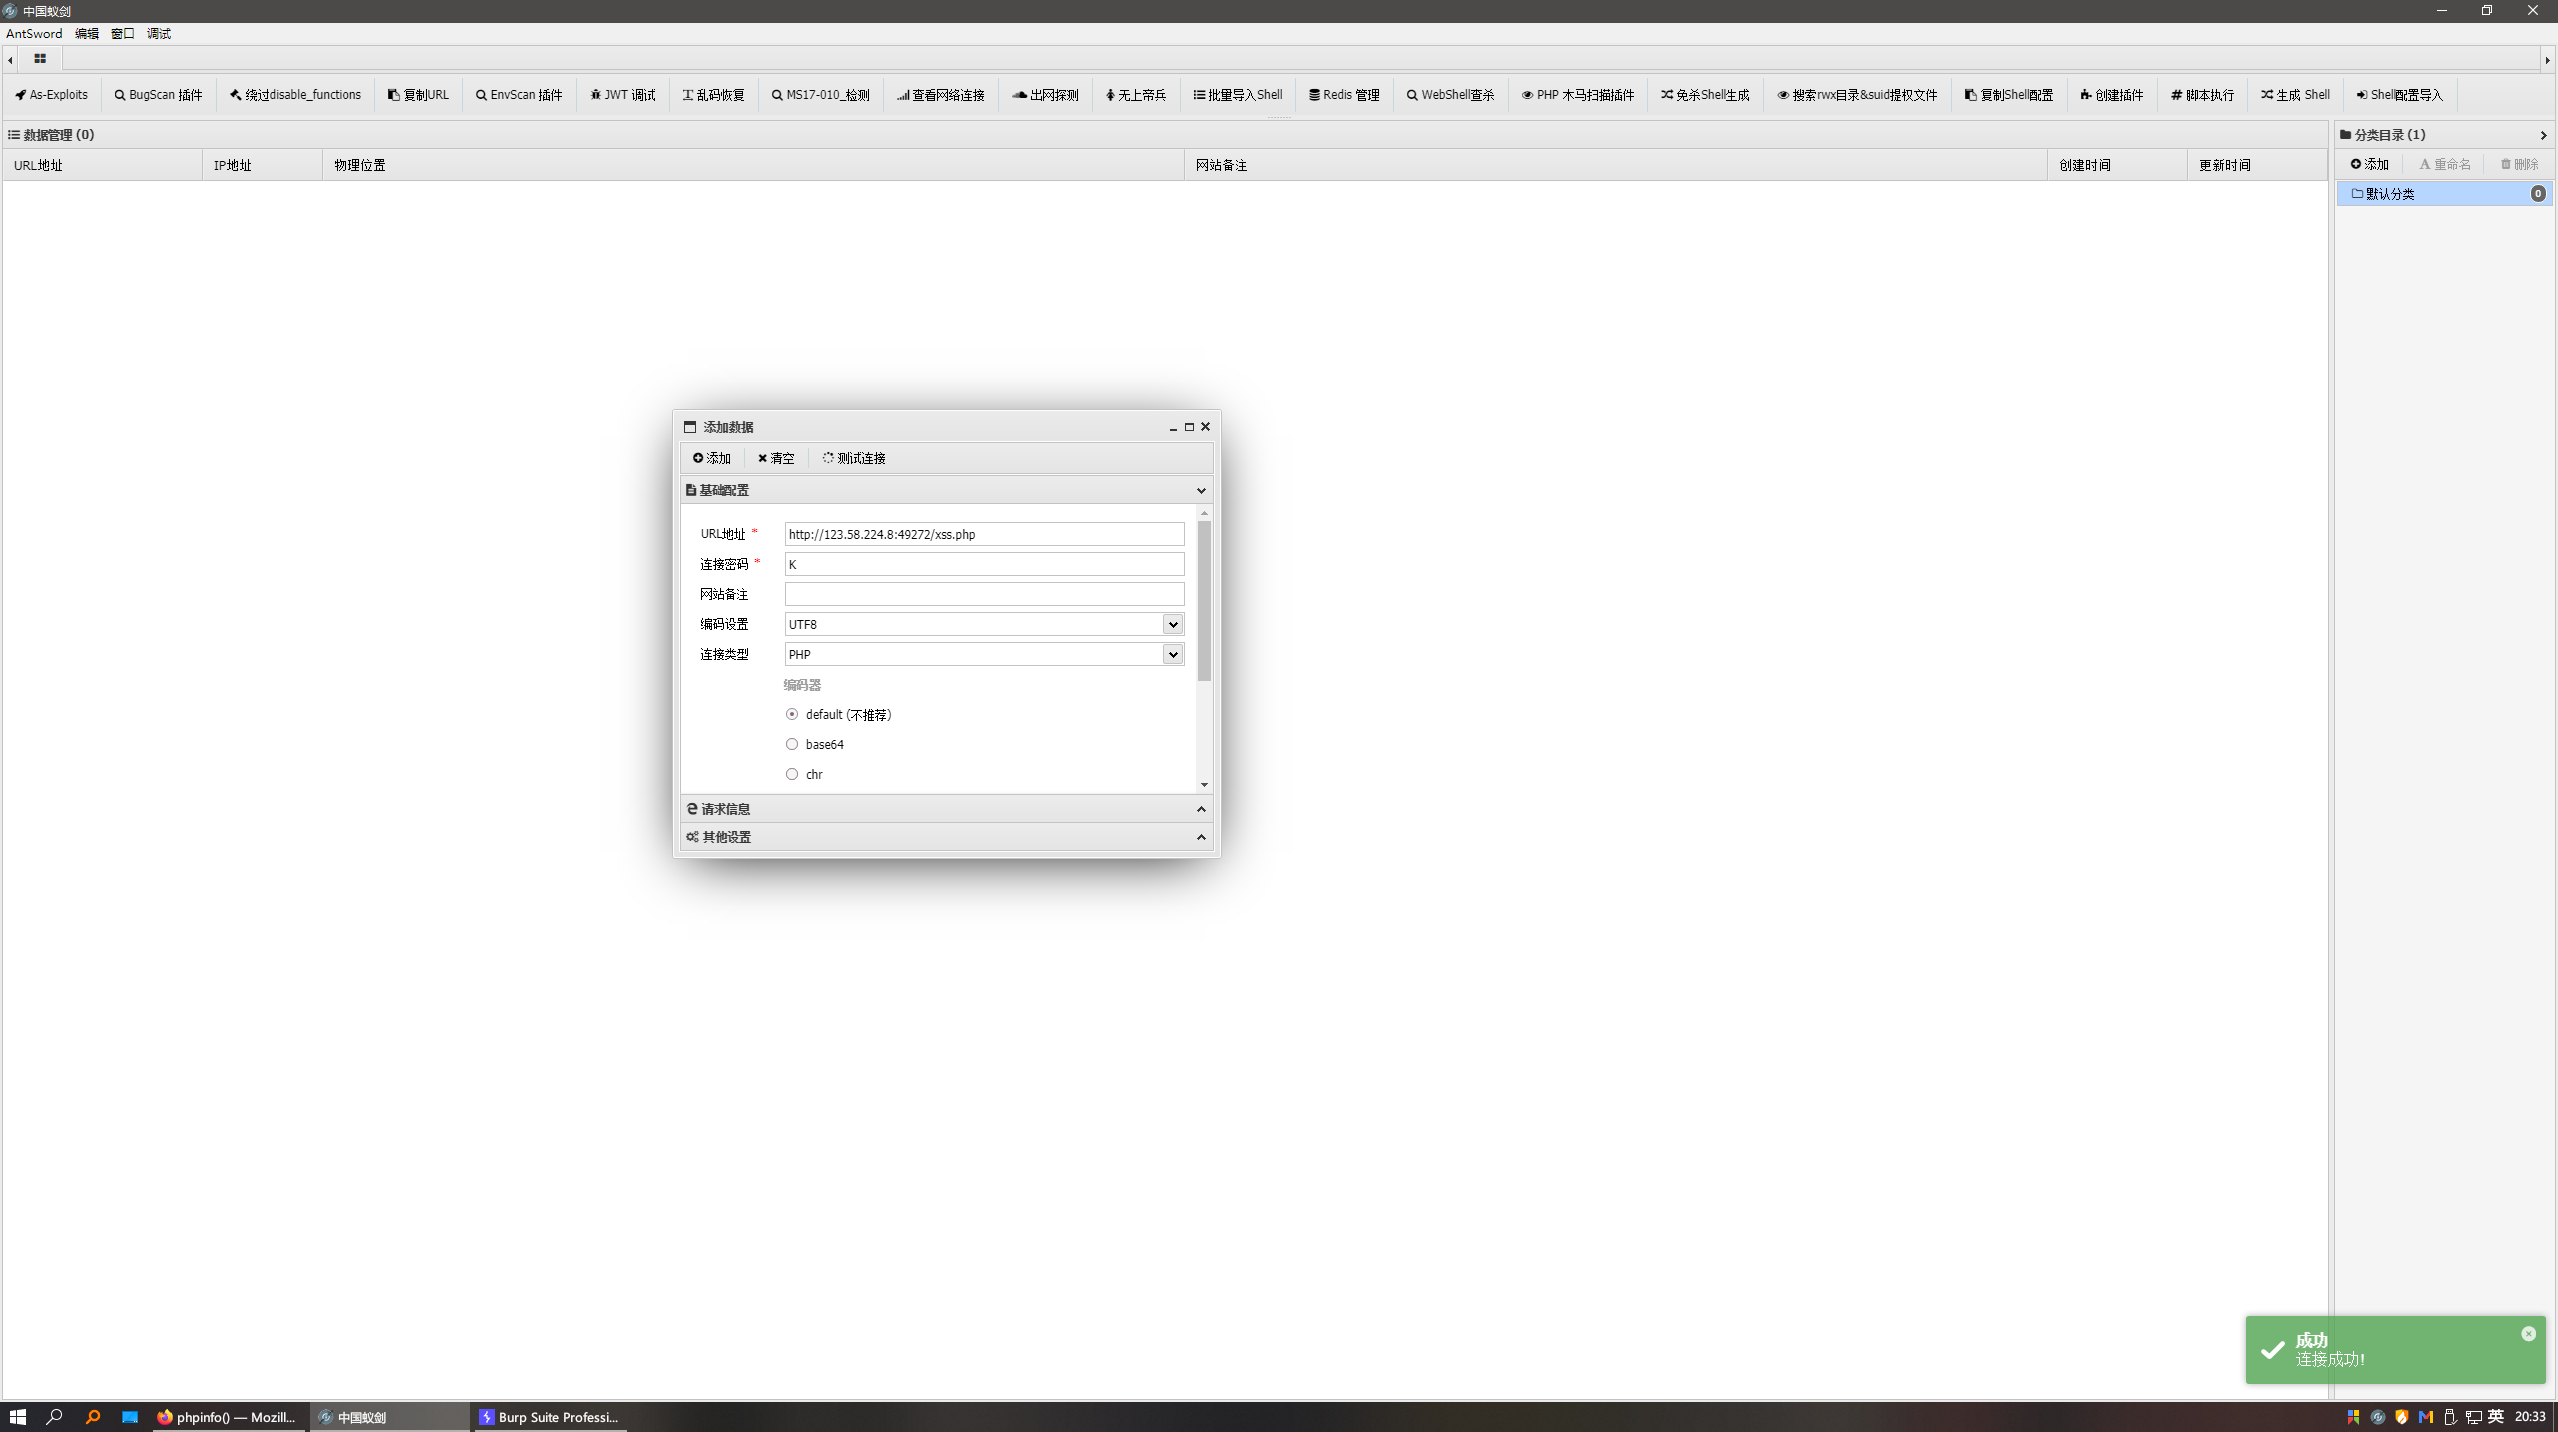 中国蚁剑
AntSword 编辑 窗口 调试
As-Exploits BugScan 插件 绕过disable_functions 复制URL EnvScan 插件 JWT 调试 乱码恢复 MS17-010_检测 查看网络连接 出网探测 无上帝兵 批量导入Shell Redis 管理 WebShell查杀 PHP 木马扫描插件 免杀Shell生成 搜索rwx目录&suid提权文件 复制Shell配置 创建插件 脚本执行 生成 Shell Shell配置导入
数据管理 (0) 分类目录 (1)
URL地址 IP地址 物理位置 网站备注 创建时间 更新时间 添加 重命名 删除
默认分类 0
添加数据
添加 清空 测试连接
基础配置
URL地址 * http://123.58.224.8:49272/xss.php
连接密码 * K
网站备注
编码设置 UTF8
连接类型 PHP
编码器
default (不推荐)
base64
chr
请求信息
其他设置
成功
连接成功!
phpinfo() — Mozill... 中国蚁剑 Burp Suite Professi... 英 20:33